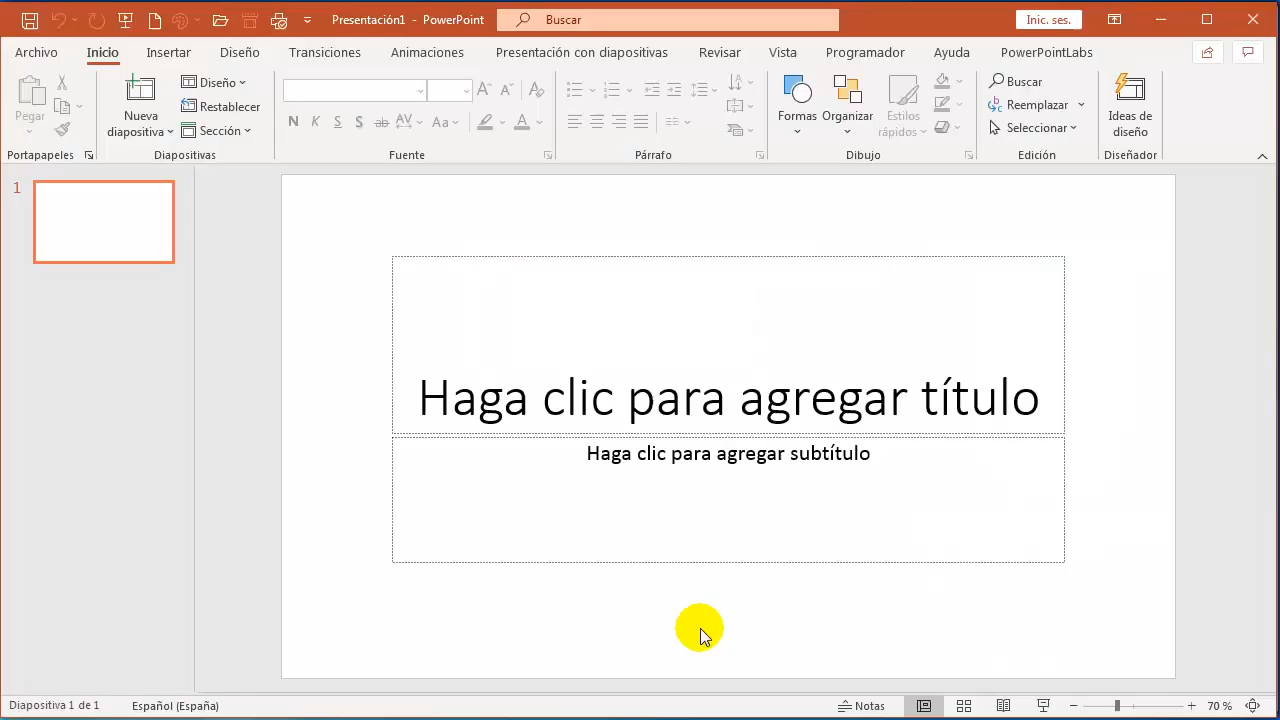 Presentación1 - PowerPoint
Buscar
Inic. ses.
Archivo Inicio Insertar Diseño Transiciones Animaciones Presentación con diapositivas Revisar Vista Programador Ayuda PowerPointLabs
Pegar
Portapapeles
Nueva diapositiva
Diseño
Restablecer
Sección
Diapositivas
N K S S ab AV Aa A
Fuente
Párrafo
Formas
Organizar
Estilos rápidos
Dibujo
Buscar
Reemplazar
Seleccionar
Edición
Ideas de diseño
Diseñador
1
Haga clic para agregar título
Haga clic para agregar subtítulo
Diapositiva 1 de 1 Español (España) Notas 70 %